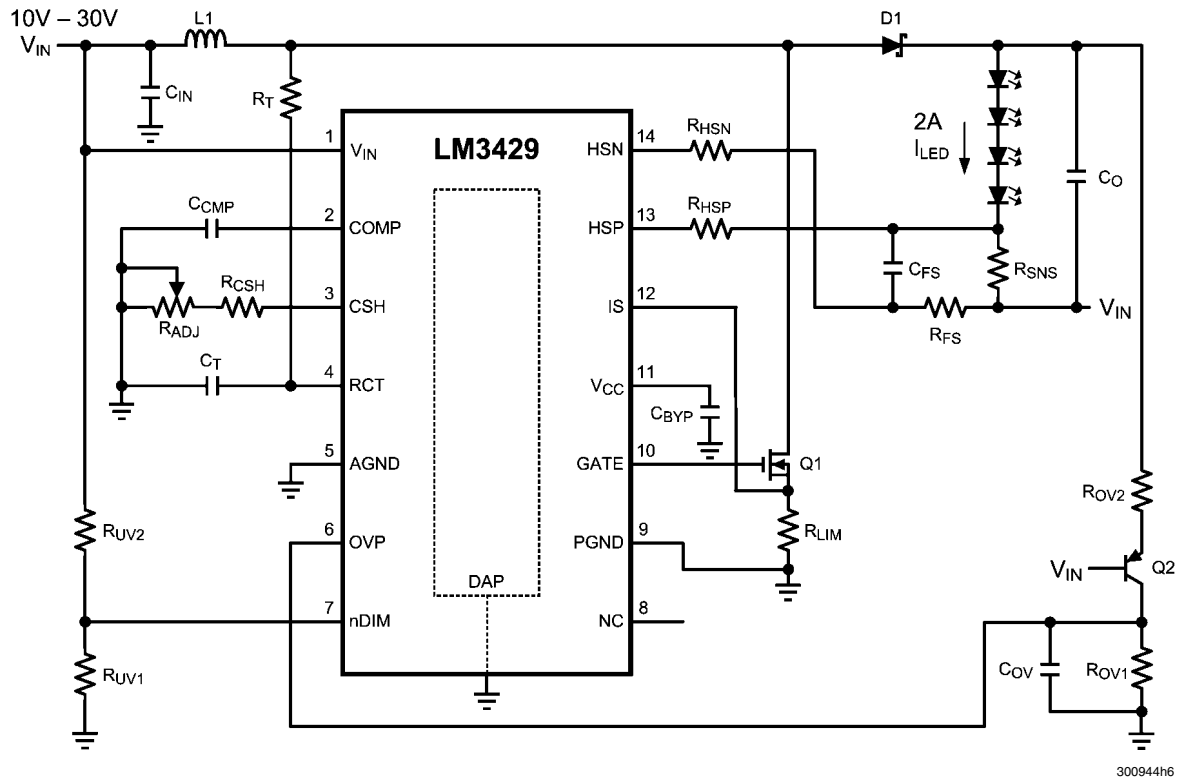 10V – 30V
VIN
L1
D1
CIN
RT
LM3429
1
VIN
14
HSN
RHSN
2A
ILED
CO
CCMP
2
COMP
13
HSP
RHSP
CFS
RSNS
RCSH
3
CSH
12
IS
RADJ
RFS
VIN
CT
4
RCT
11
VCC
CBYP
5
AGND
10
GATE
Q1
ROV2
RUV2
6
OVP
9
PGND
RLIM
VIN
Q2
DAP
7
nDIM
8
NC
RUV1
COV
ROV1
300944h6